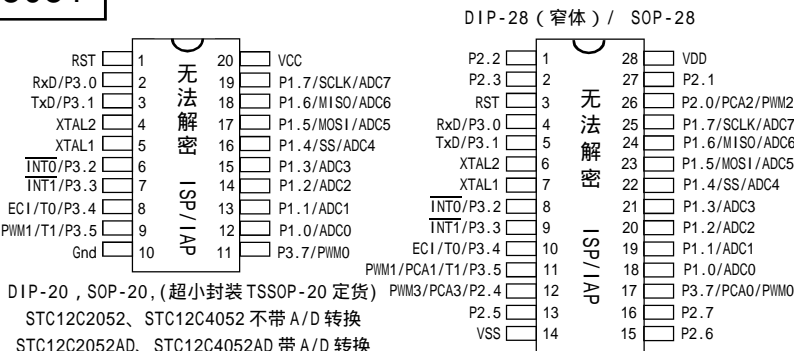 DIP-28(窄体)/ SOP-28
RST 1 20 VCC
RxD/P3.0 2 19 P1.7/SCLK/ADC7
TxD/P3.1 3 18 P1.6/MISO/ADC6
XTAL2 4 17 P1.5/MOSI/ADC5
XTAL1 5 16 P1.4/SS/ADC4
INT0/P3.2 6 15 P1.3/ADC3
INT1/P3.3 7 14 P1.2/ADC2
ECI/T0/P3.4 8 13 P1.1/ADC1
PWM1/T1/P3.5 9 12 P1.0/ADC0
Gnd 10 11 P3.7/PWM0
无法解密 ISP/IAP
DIP-20,SOP-20,(超小封装TSSOP-20 定货)
STC12C2052、STC12C4052 不带A/D 转换
STC12C2052AD、STC12C4052AD 带A/D 转换
P2.2 1 28 VDD
P2.3 2 27 P2.1
RST 3 26 P2.0/PCA2/PWM2
RxD/P3.0 4 25 P1.7/SCLK/ADC7
TxD/P3.1 5 24 P1.6/MISO/ADC6
XTAL2 6 23 P1.5/MOSI/ADC5
XTAL1 7 22 P1.4/SS/ADC4
INT0/P3.2 8 21 P1.3/ADC3
INT1/P3.3 9 20 P1.2/ADC2
ECI/T0/P3.4 10 19 P1.1/ADC1
PWM1/PCA1/T1/P3.5 11 18 P1.0/ADC0
PWM3/PCA3/P2.4 12 17 P3.7/PCA0/PWM0
P2.5 13 16 P2.7
VSS 14 15 P2.6
无法解密 ISP/IAP